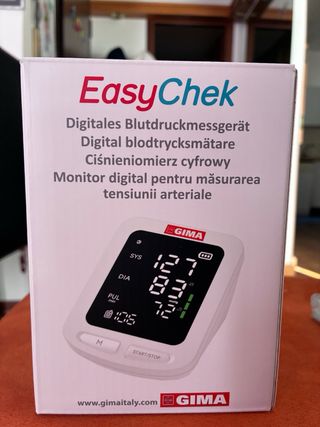 EasyChek
Digitales Blutdruckmessgerät
Digital blodtrycksmätare
Ciśnieniomierz cyfrowy
Monitor digital pentru măsurarea
tensiunii arteriale
GIMA
SYS 127
DIA 83
PUL 72
106
M START/STOP
www.gimaitaly.com GIMA